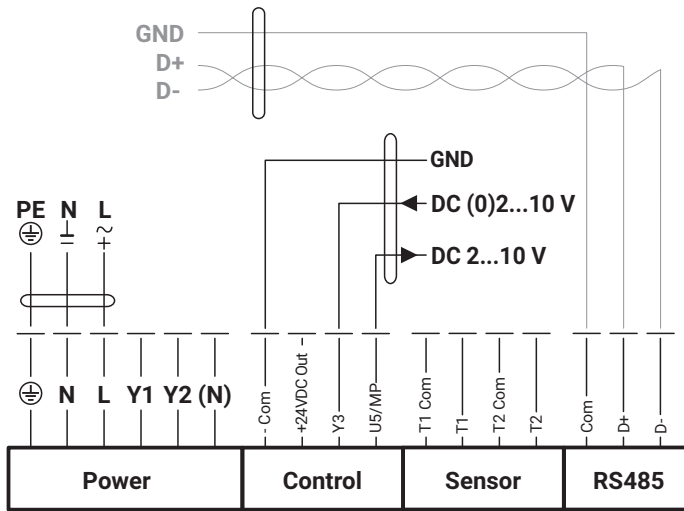 GND
D+
D-
GND
DC (0)2...10 V
DC 2...10 V
PE N L
N L Y1 Y2 (N)
- Com
+24VDC Out -
Y3
U5/MP
T1 Com
T1
T2 Com
T2
Com
D+
D-
Power
Control
Sensor
RS485